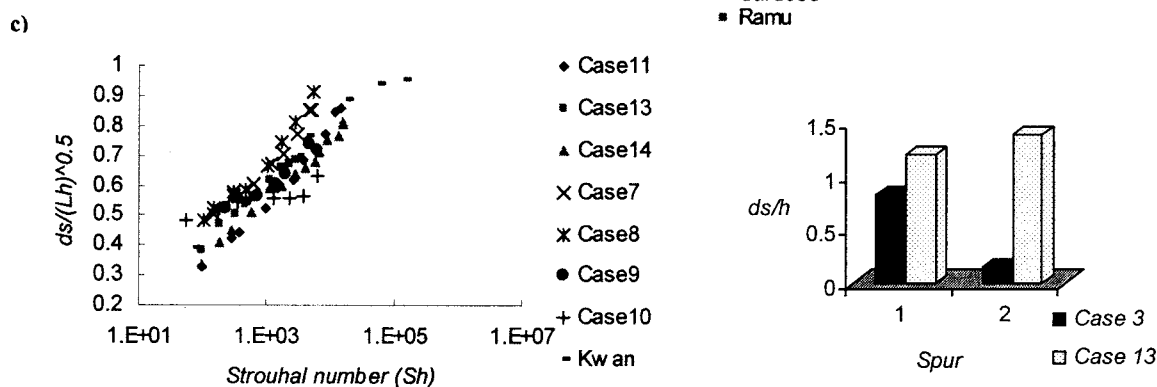 Ramu
c)
1
0.9
0.8
0.7
0.6
0.5
0.4
0.3
0.2
ds/(Lh)^0.5
1.E+01 1.E+03 1.E+05 1.E+07
Strouhal number (Sh)
Case11
Case13
Case14
Case7
Case8
Case9
Case10
Kwan
1.5
1
0.5
0
ds/h
1 2
Spur
Case 3
Case 13